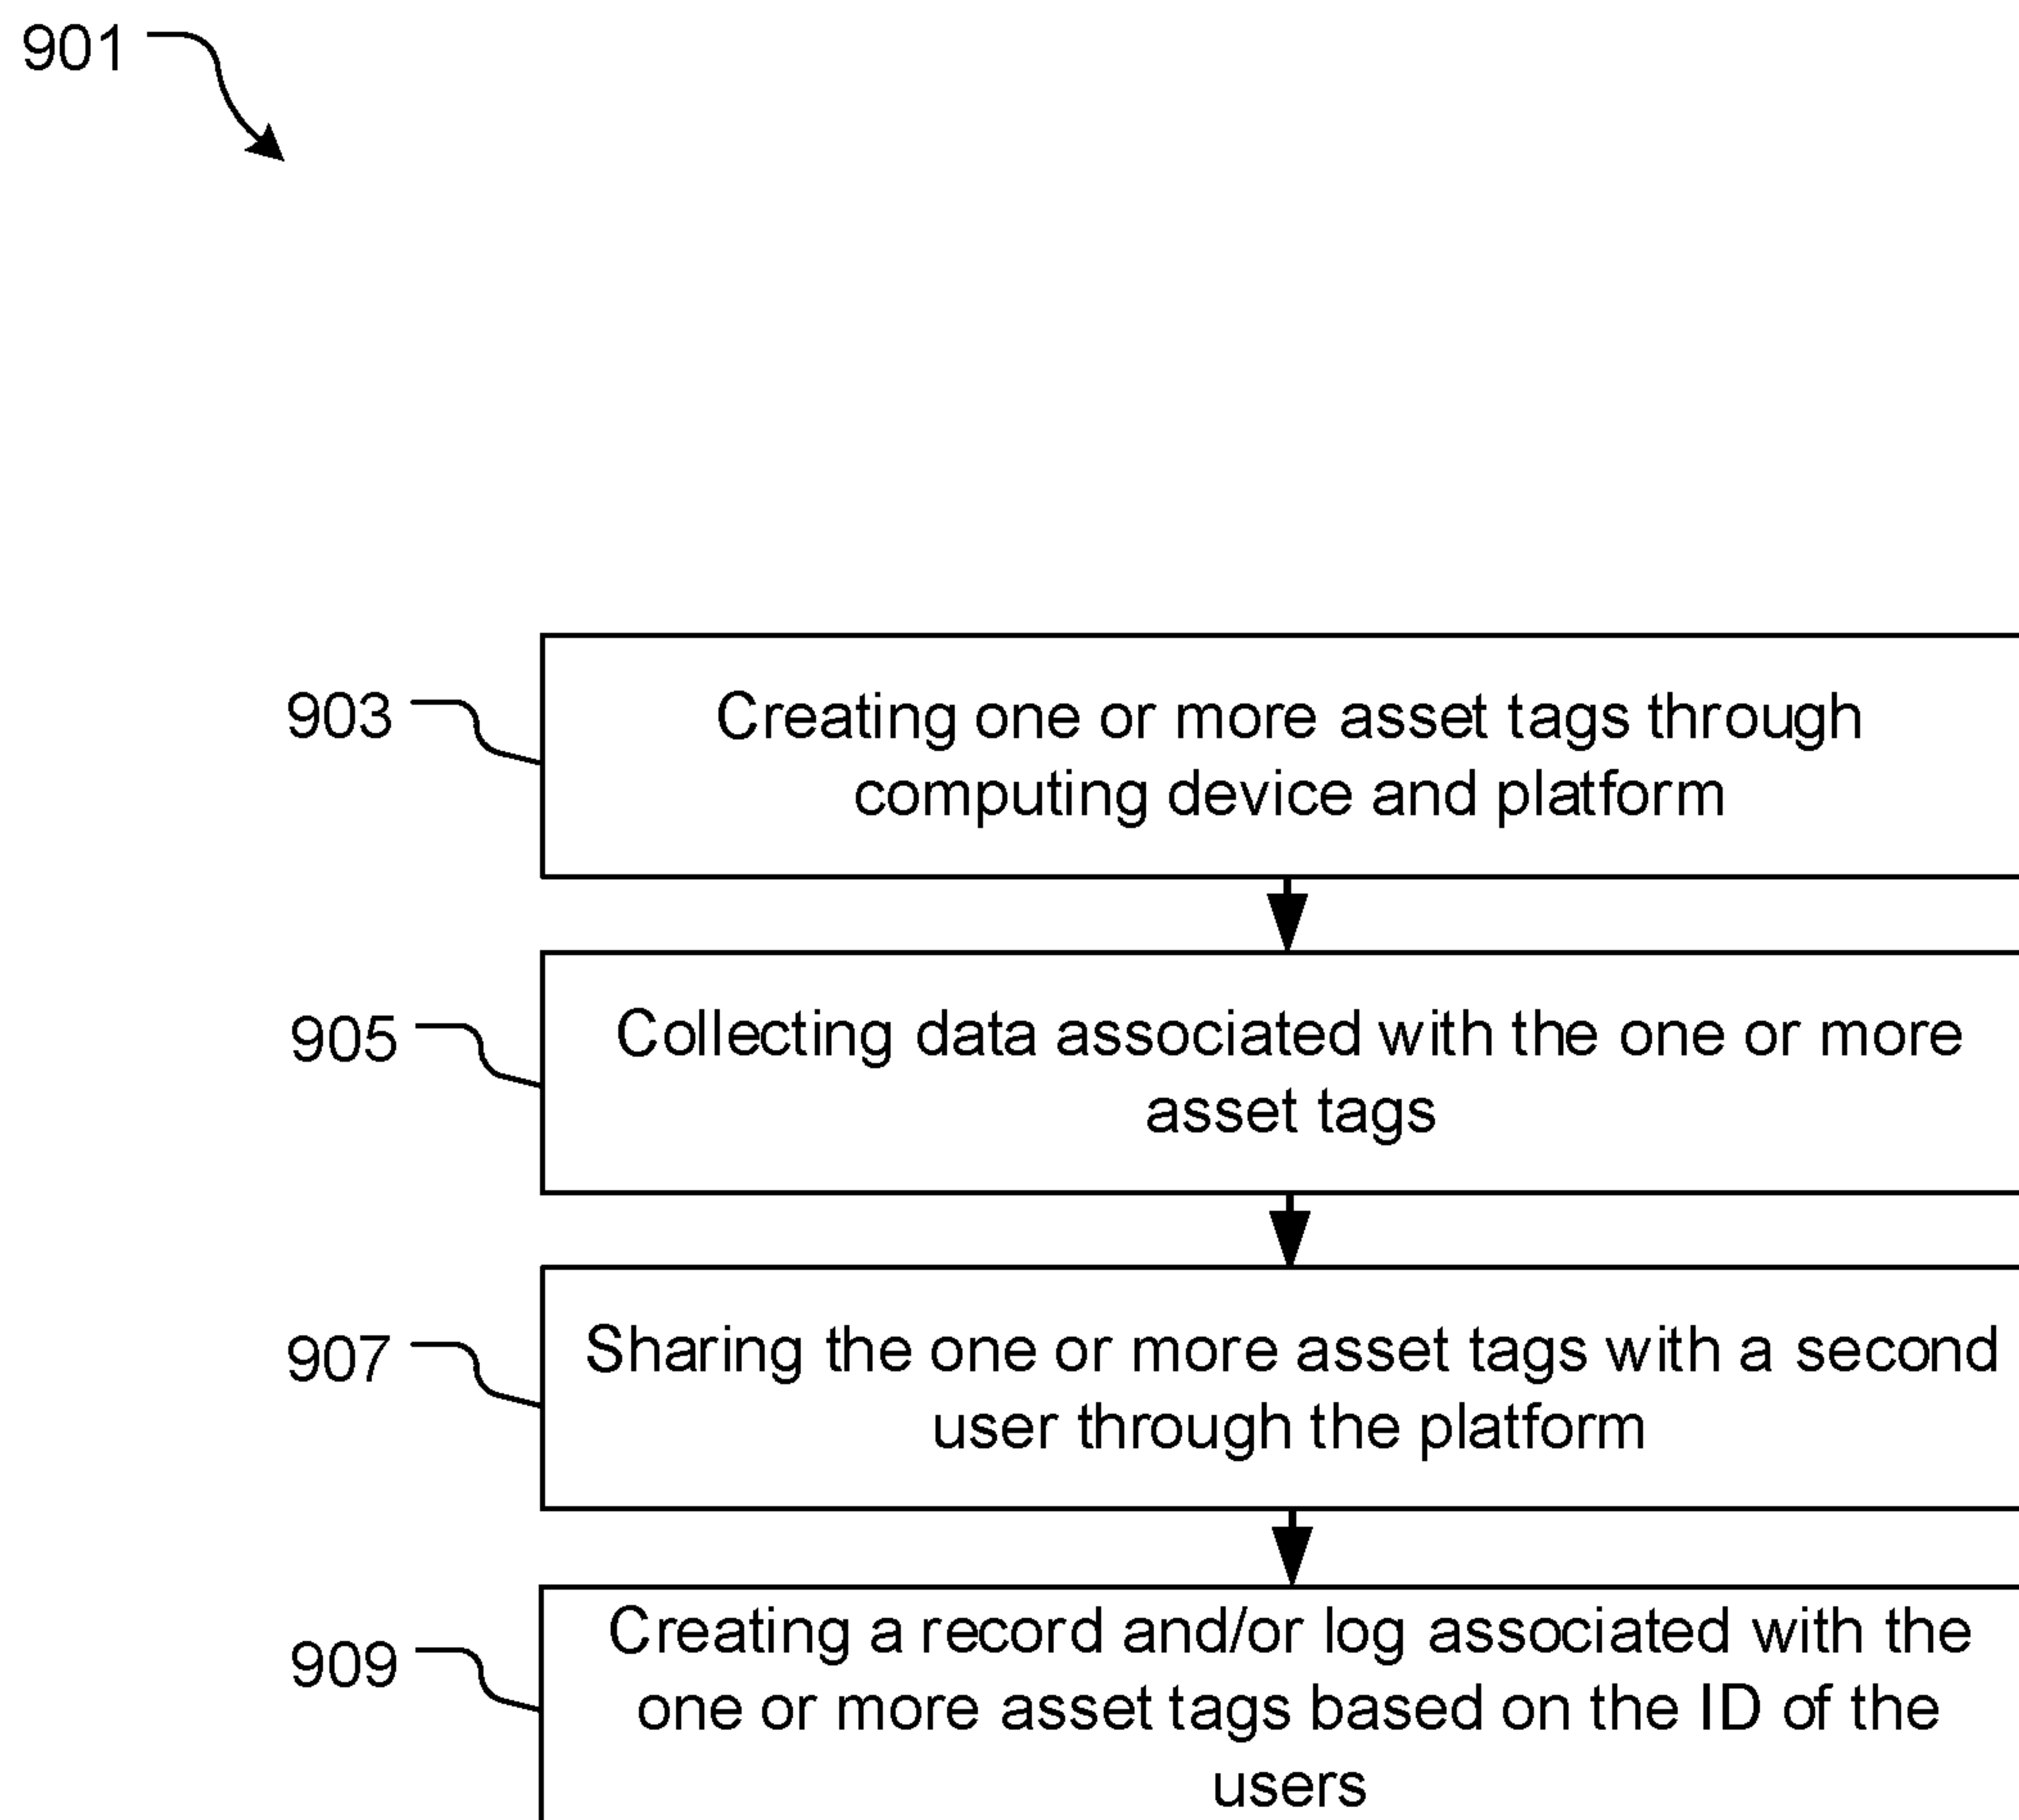 901
903
Creating one or more asset tags through
computing device and platform
905
Collecting data associated with the one or more
asset tags
907
Sharing the one or more asset tags with a second
user through the platform
909
Creating a record and/or log associated with the
one or more asset tags based on the ID of the
users